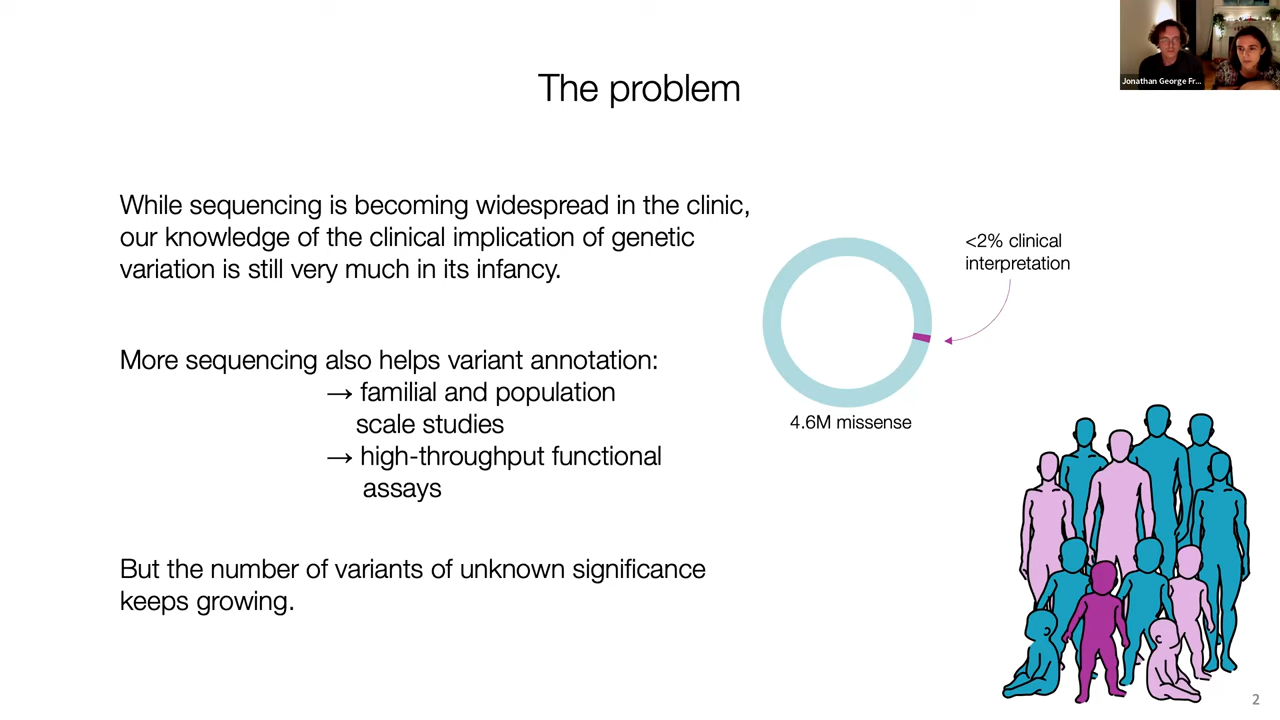 Jonathan George Fr...
The problem
While sequencing is becoming widespread in the clinic,
our knowledge of the clinical implication of genetic
variation is still very much in its infancy.
<2% clinical
interpretation
4.6M missense
More sequencing also helps variant annotation:
→ familial and population
scale studies
→ high-throughput functional
assays
But the number of variants of unknown significance
keeps growing.
2